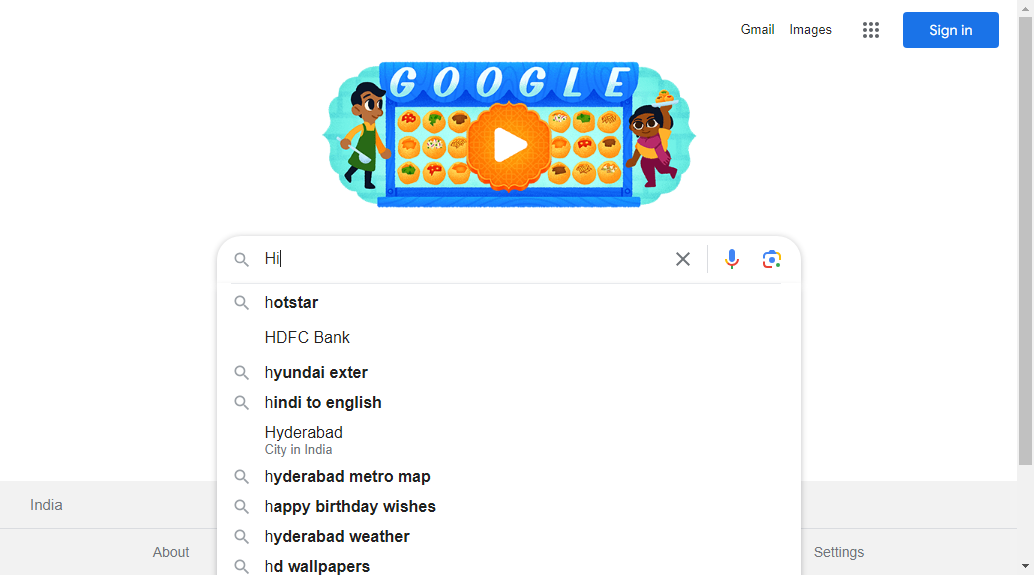 Gmail Images Sign in
GOOGLE
Hi
hotstar
HDFC Bank
hyundai exter
hindi to english
Hyderabad
City in India
hyderabad metro map
happy birthday wishes
hyderabad weather
hd wallpapers
India
About Settings